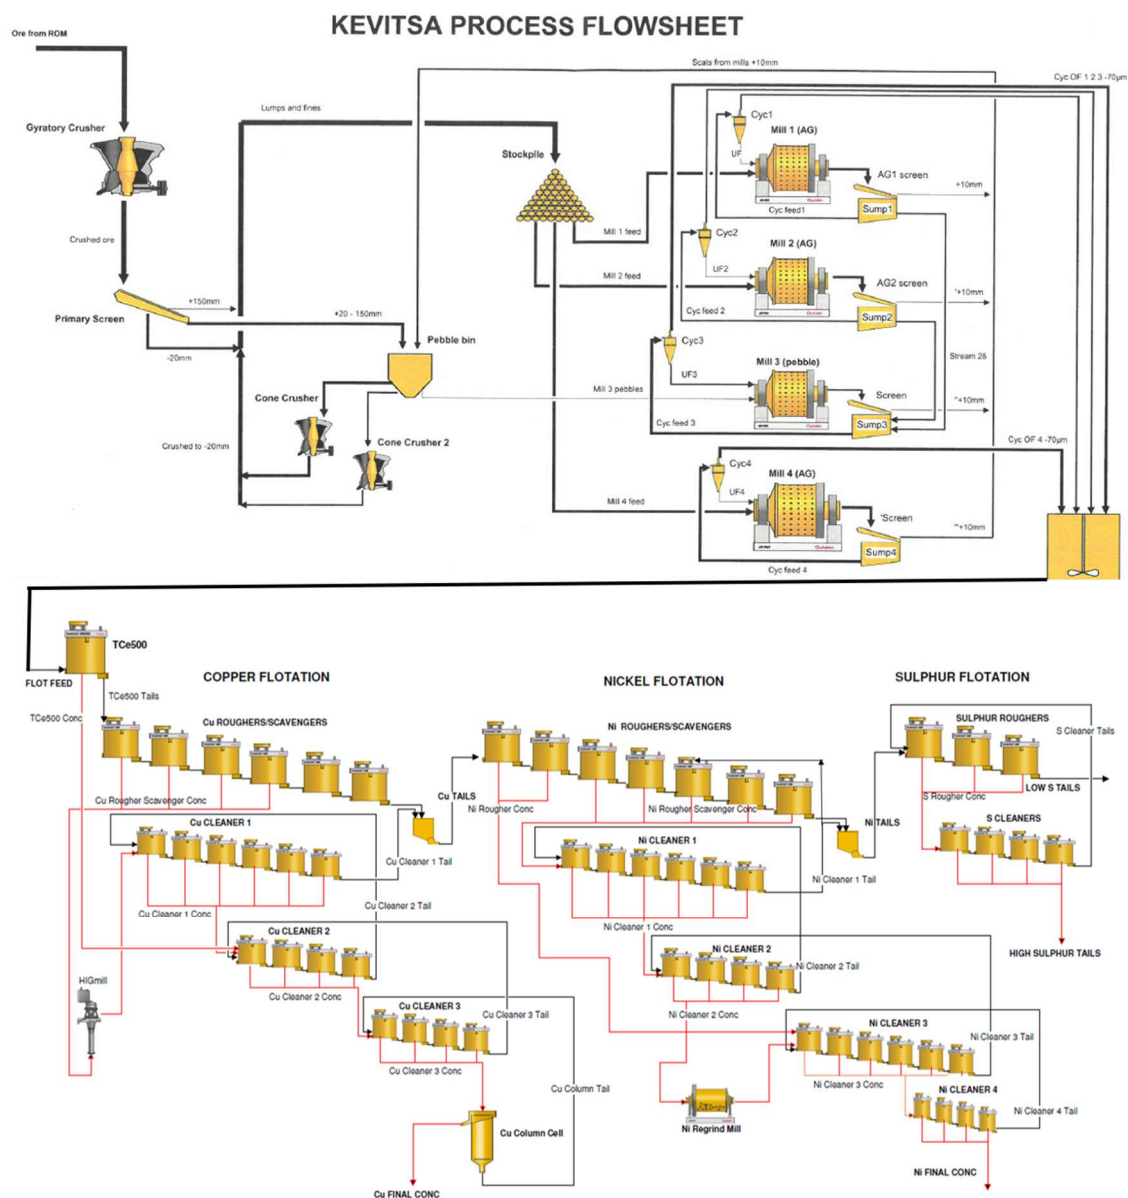 KEVITSA PROCESS FLOWSHEET
Ore from ROM
Scats from mills +10mm
Cyc OF 1 2 3 -70µm
Lumps and fines
Gyratory Crusher
Cyc1
Mill 1 (AG)
Stockpile
UF
AG1 screen
+10mm
Cyc feed1
Sump1
Crushed ore
Mill 1 feed
Cyc2
Mill 2 (AG)
UF2
Mill 2 feed
AG2 screen
"+10mm
+150mm
Primary Screen
+20 - 150mm
Cyc feed 2
Sump2
Pebble bin
Cyc3
-20mm
Mill 3 (pebble)
Stream 28
UF3
Mill 3 pebbles
Screen
"+10mm
Cone Crusher
Cyc feed 3
Sump3
Crushed to -20mm
Cone Crusher 2
Cyc OF 4 -70µm
Cyc4
Mill 4 (AG)
UF4
Mill 4 feed
'Screen
"+10mm
Sump4
Cyc feed 4
TCe500
FLOT FEED
COPPER FLOTATION
NICKEL FLOTATION
SULPHUR FLOTATION
TCe500 Tails
TCe500 Conc
Cu ROUGHERS/SCAVENGERS
Ni ROUGHERS/SCAVENGERS
SULPHUR ROUGHERS
S Cleaner Tails
Cu TAILS
LOW S TAILS
Cu Rougher Scavenger Conc
Ni Rougher Conc
Ni Rougher Scavenger Conc
S Rougher Conc
Cu CLEANER 1
Ni TAILS
S CLEANERS
Ni CLEANER 1
Cu Cleaner 1 Tail
Ni Cleaner 1 Tail
Cu Cleaner 2 Tail
Cu Cleaner 1 Conc
Ni Cleaner 1 Conc
Cu CLEANER 2
Ni CLEANER 2
HIGH SULPHUR TAILS
Ni Cleaner 2 Tail
HIGmill
Cu Cleaner 2 Conc
Cu CLEANER 3
Cu Cleaner 3 Tail
Ni Cleaner 2 Conc
Ni CLEANER 3
Ni Cleaner 3 Tail
Cu Cleaner 3 Conc
Cu Column Tail
Ni Cleaner 3 Conc
Ni CLEANER 4
Ni Cleaner 4 Tail
Cu Column Cell
Ni Regrind Mill
Ni FINAL CONC
Cu FINAL CONC